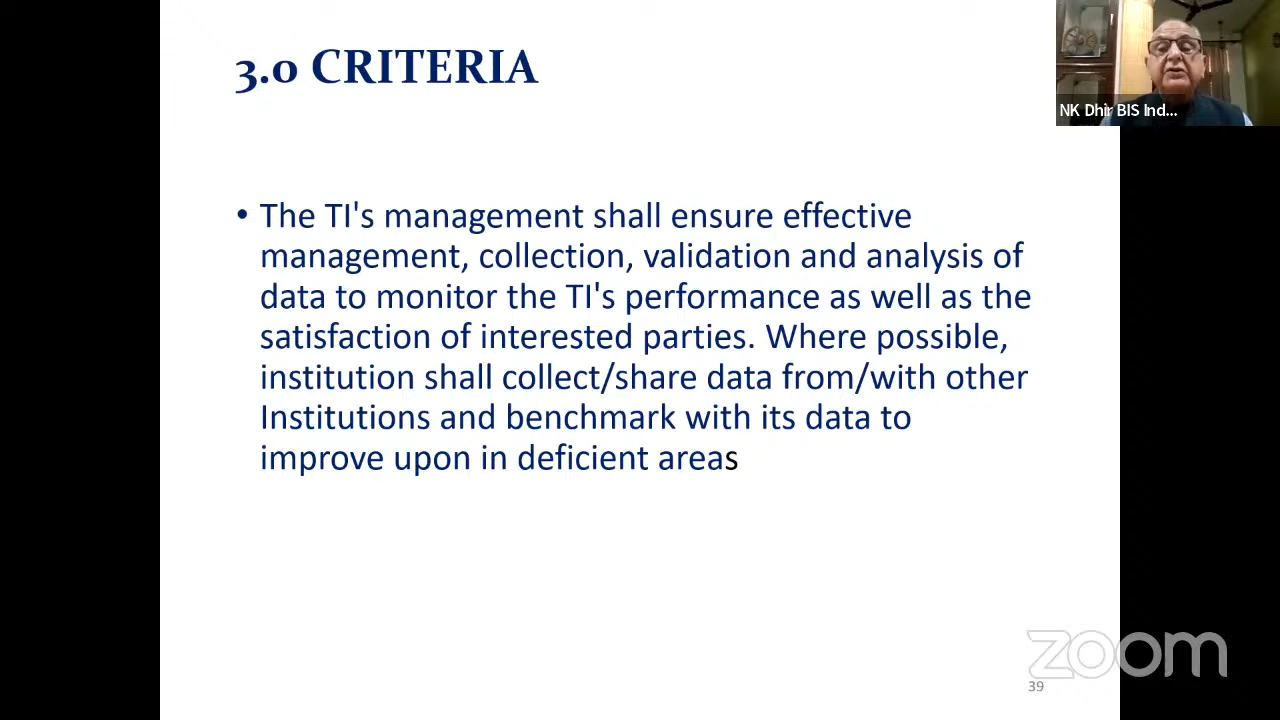 3.0 CRITERIA
NK Dhir BIS Ind...
• The TI's management shall ensure effective
management, collection, validation and analysis of
data to monitor the TI's performance as well as the
satisfaction of interested parties. Where possible,
institution shall collect/share data from/with other
Institutions and benchmark with its data to
improve upon in deficient areas
zoom
39